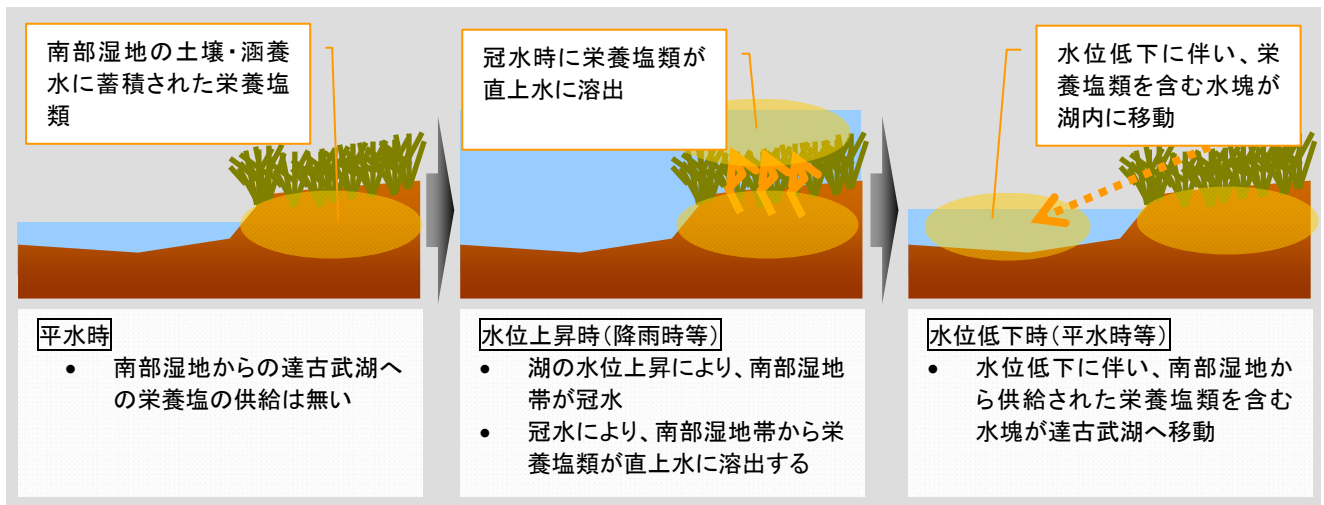 南部湿地の土壌・涵養
水に蓄積された栄養塩
類
冠水時に栄養塩類が
直上水に溶出
水位低下に伴い、栄
養塩類を含む水塊が
湖内に移動
平水時
• 南部湿地からの達古武湖へ
の栄養塩の供給は無い
水位上昇時(降雨時等)
• 湖の水位上昇により、南部湿地
帯が冠水
• 冠水により、南部湿地帯から栄
養塩類が直上水に溶出する
水位低下時(平水時等)
• 水位低下に伴い、南部湿地か
ら供給された栄養塩類を含む
水塊が達古武湖へ移動